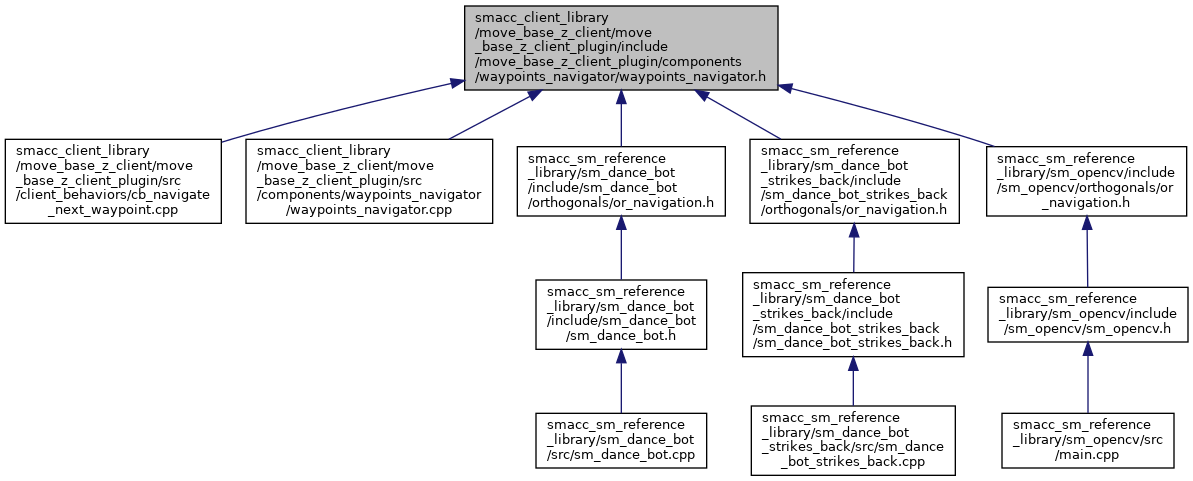 smacc_client_library
/move_base_z_client/move
_base_z_client_plugin/include
/move_base_z_client_plugin/components
/waypoints_navigator/waypoints_navigator.h
smacc_client_library
/move_base_z_client/move
_base_z_client_plugin/src
/client_behaviors/cb_navigate
_next_waypoint.cpp
smacc_client_library
/move_base_z_client/move
_base_z_client_plugin/src
/components/waypoints_navigator
/waypoints_navigator.cpp
smacc_sm_reference
_library/sm_dance_bot
/include/sm_dance_bot
/orthogonals/or_navigation.h
smacc_sm_reference
_library/sm_dance_bot
_strikes_back/include
/sm_dance_bot_strikes_back
/orthogonals/or_navigation.h
smacc_sm_reference
_library/sm_opencv/include
/sm_opencv/orthogonals/or
_navigation.h
smacc_sm_reference
_library/sm_dance_bot
/include/sm_dance_bot
/sm_dance_bot.h
smacc_sm_reference
_library/sm_dance_bot
_strikes_back/include
/sm_dance_bot_strikes_back
/sm_dance_bot_strikes_back.h
smacc_sm_reference
_library/sm_opencv/include
/sm_opencv/sm_opencv.h
smacc_sm_reference
_library/sm_dance_bot
/src/sm_dance_bot.cpp
smacc_sm_reference
_library/sm_dance_bot
_strikes_back/src/sm_dance
_bot_strikes_back.cpp
smacc_sm_reference
_library/sm_opencv/src
/main.cpp